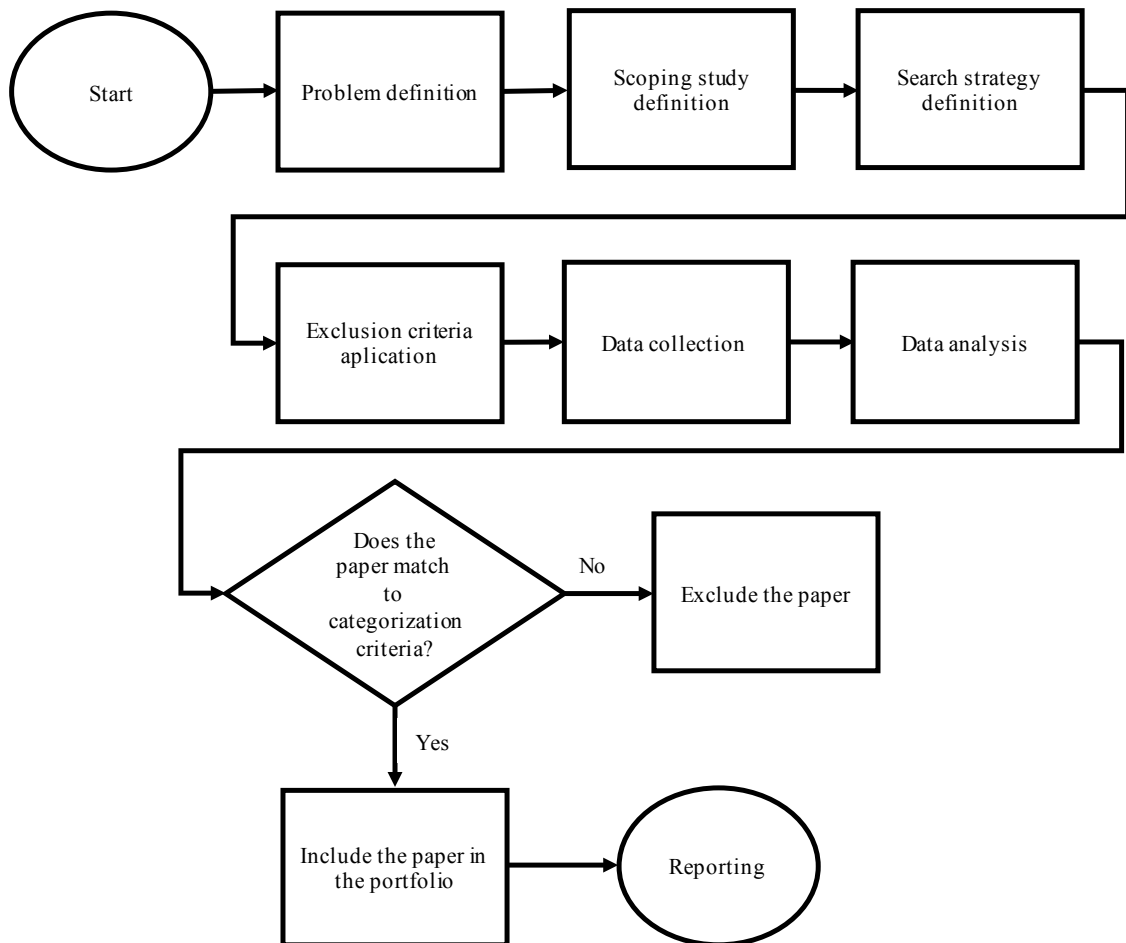 Start
Problem definition
Scoping study
definition
Search strategy
definition
Exclusion criteria
aplication
Data collection
Data analysis
Does the
paper match
to
categorization
criteria?
No
Exclude the paper
Yes
Include the paper in
the portfolio
Reporting